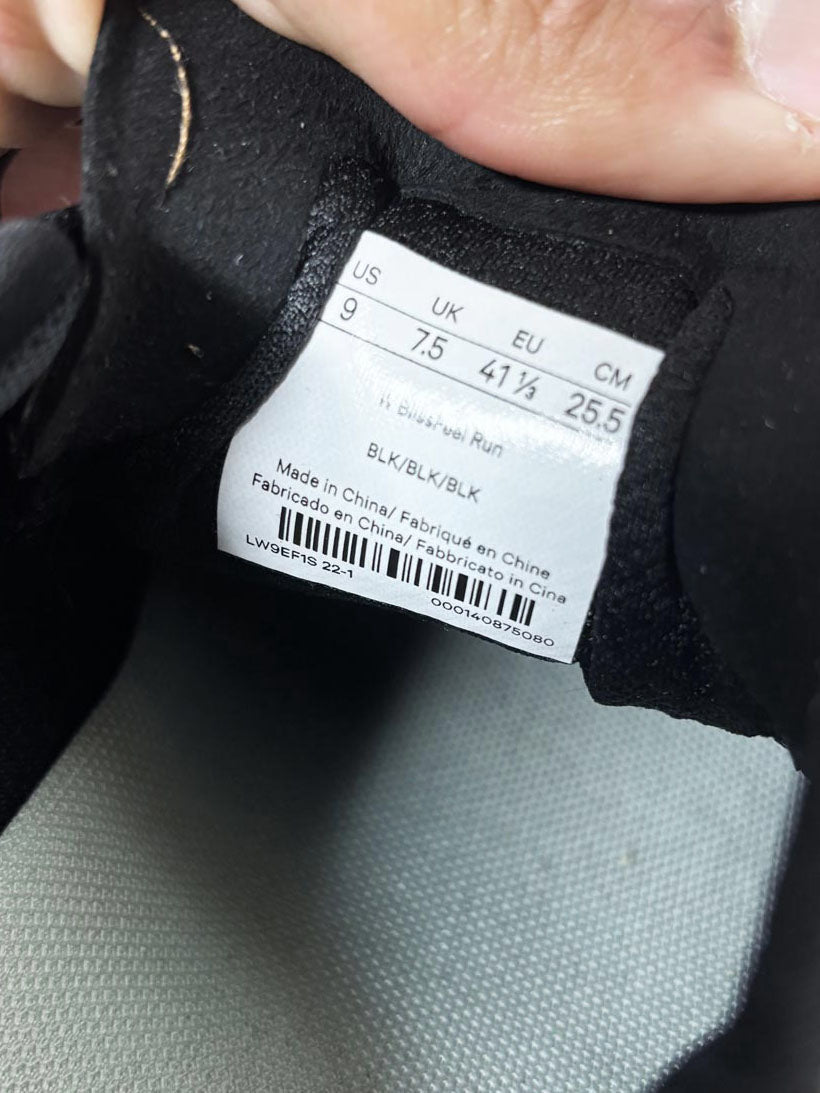 US UK EU CM
9 7.5 41 ⅓ 25.5
W BlissFeel Run
BLK/BLK/BLK
Made in China/ Fabriqué en Chine
Fabricado en China/ Fabbricato in Cina
LW9EF1S 22-1
000140875080